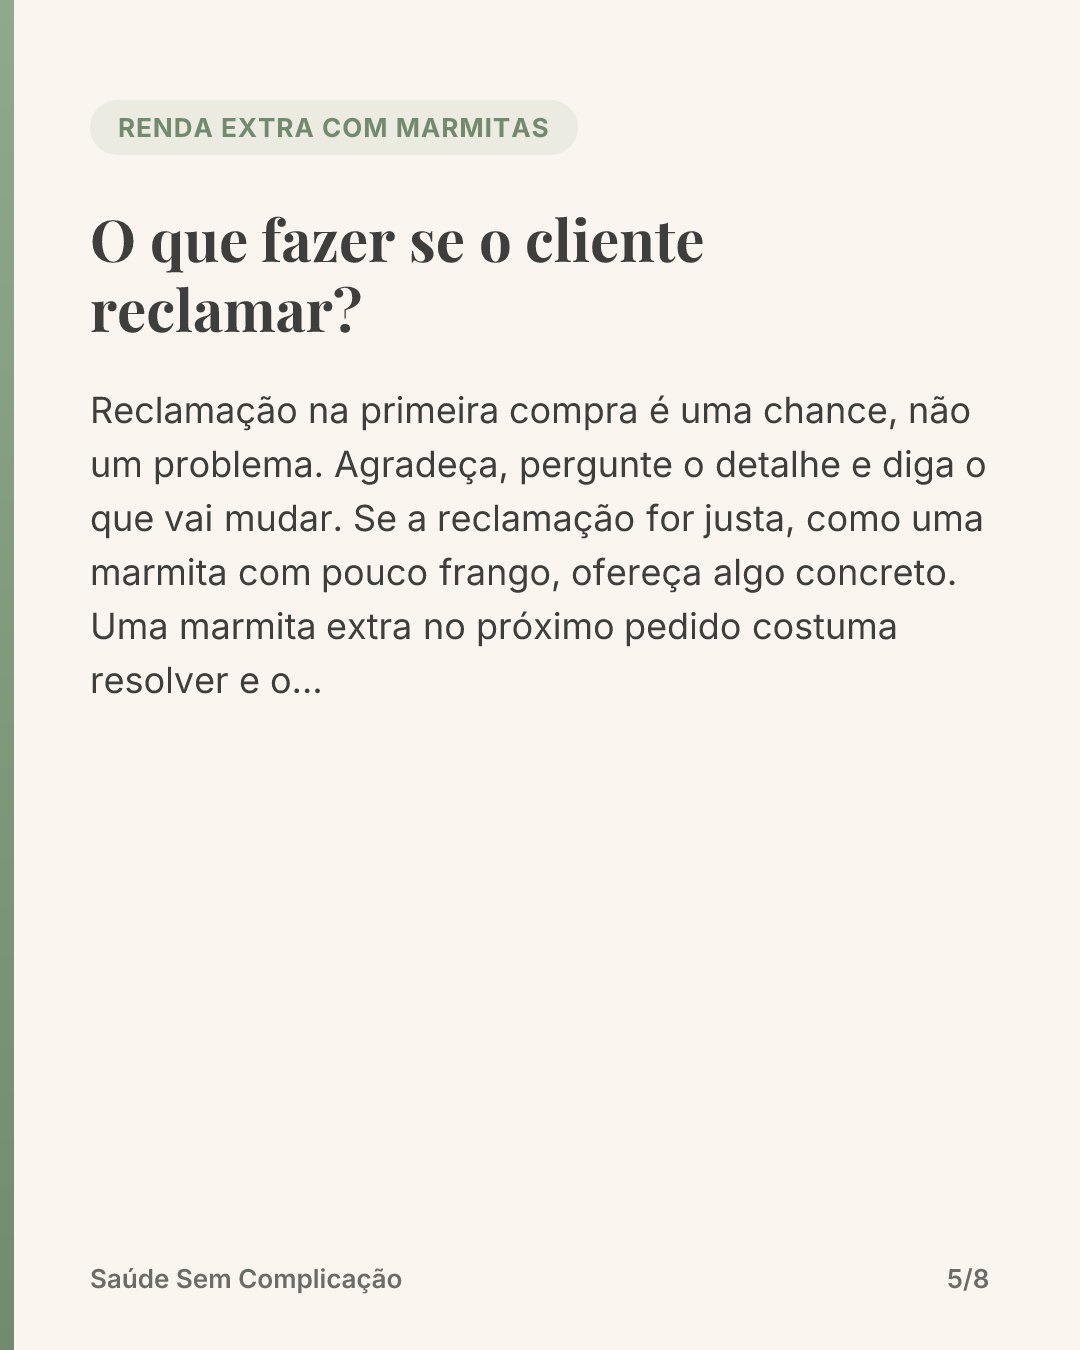 RENDA EXTRA COM MARMITAS
O que fazer se o cliente
reclamar?
Reclamação na primeira compra é uma chance, não
um problema. Agradeça, pergunte o detalhe e diga o
que vai mudar. Se a reclamação for justa, como uma
marmita com pouco frango, ofereça algo concreto.
Uma marmita extra no próximo pedido costuma
resolver e o...
Saúde Sem Complicação
5/8